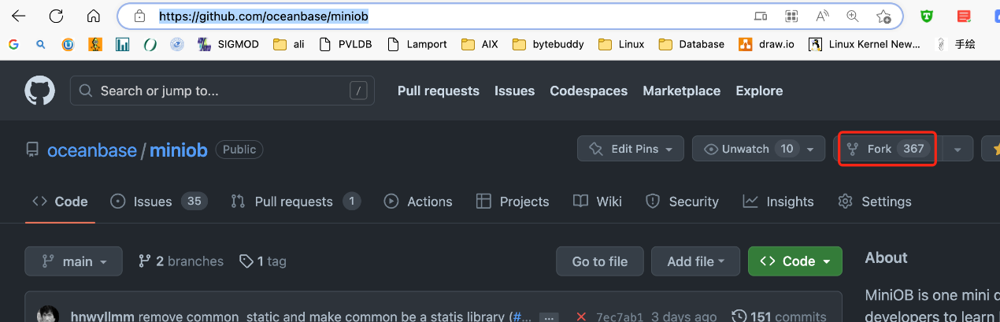 https://github.com/oceanbase/miniob
SIGMOD ali PVLDB Lamport AIX bytebuddy Linux Database draw.io Linux Kernel New... 手绘
Search or jump to... / Pull requests Issues Codespaces Marketplace Explore
oceanbase / miniob Public Edit Pins Unwatch 10 Fork 367
Code Issues 35 Pull requests 1 Actions Projects Wiki Security Insights Settings
main 2 branches 1 tag Go to file Add file Code About
MiniOB is one mini
hnwyllmm remove common_static and make common be a statis library (#... ... 7ec7ab1 3 days ago 151 commits developers to learn